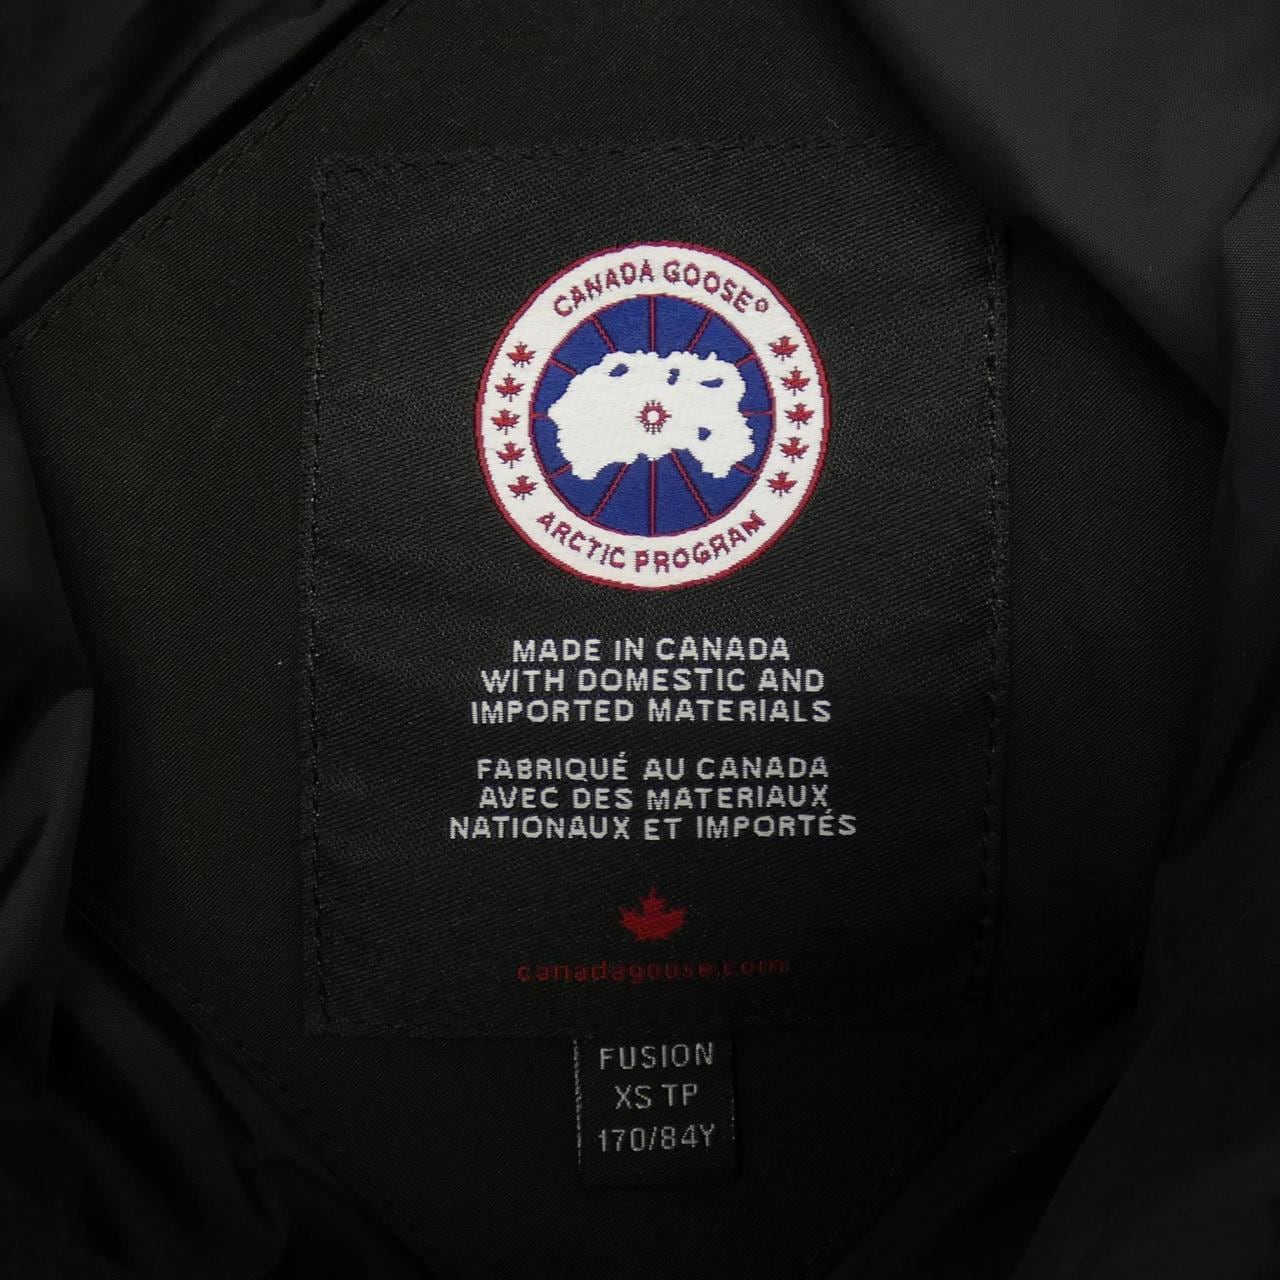 CANADA GOOSE®
ARCTIC PROGRAM
MADE IN CANADA
WITH DOMESTIC AND
IMPORTED MATERIALS
FABRIQUÉ AU CANADA
AVEC DES MATERIAUX
NATIONAUX ET IMPORTÉS
canadagoose.com
FUSION
XS TP
170/84Y